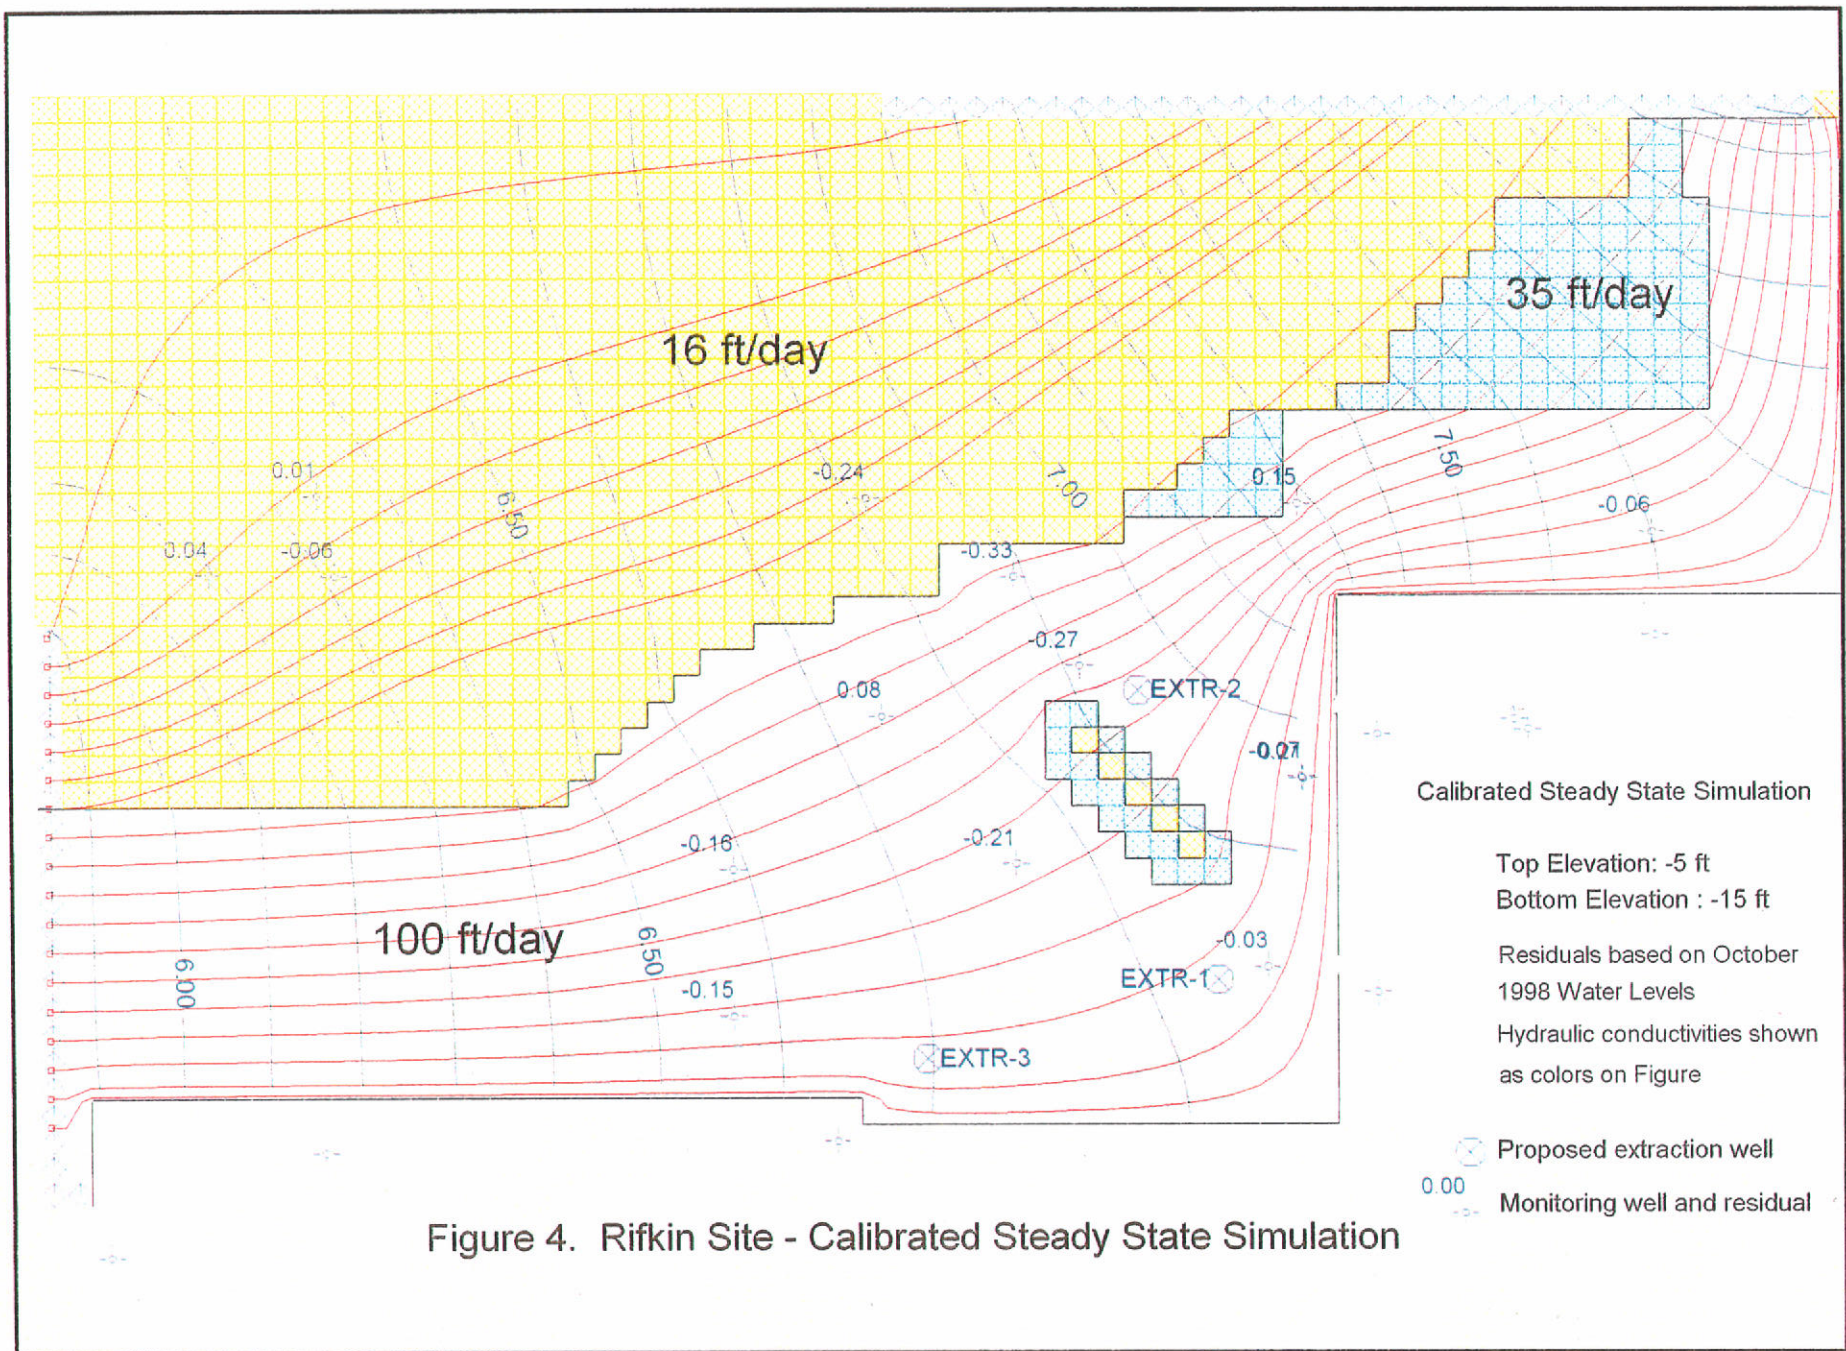 35 ft/day
16 ft/day
7.50
0.01
-0.24
7.00
0.15
6.50
-0.06
0.04
-0.06
-0.33
-0.27
0.08
EXTR-2
Calibrated Steady State Simulation
-0.16
-0.21
Top Elevation: -5 ft
Bottom Elevation : -15 ft
100 ft/day
6.50
-0.03
Residuals based on October
6.00
-0.15
EXTR-1
1998 Water Levels
Hydraulic conductivities shown
EXTR-3
as colors on Figure
Proposed extraction well
0.00
Monitoring well and residual
Figure 4. Rifkin Site - Calibrated Steady State Simulation